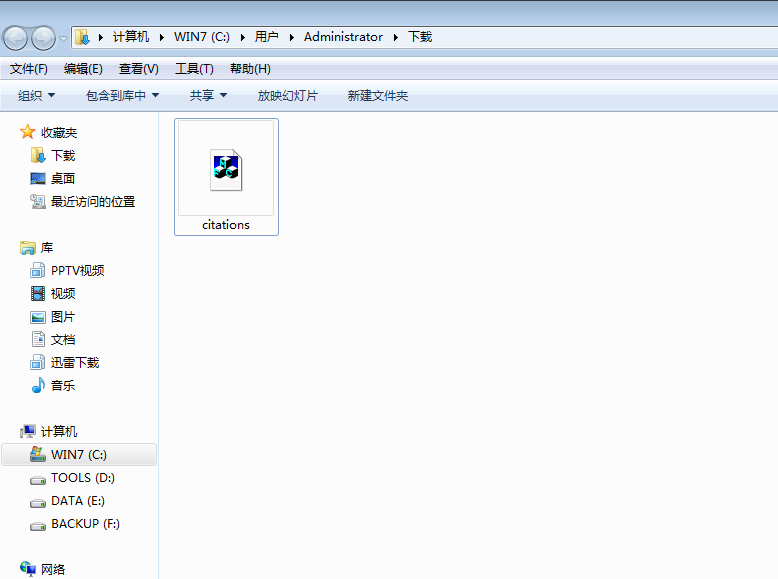 计算机 WIN7 (C:) 用户 Administrator 下载
文件(F) 编辑(E) 查看(V) 工具(T) 帮助(H)
组织 包含到库中 共享 放映幻灯片 新建文件夹
收藏夹
下载
桌面
最近访问的位置
库
PPTV视频
视频
图片
文档
迅雷下载
音乐
计算机
WIN7 (C:)
TOOLS (D:)
DATA (E:)
BACKUP (F:)
网络
citations